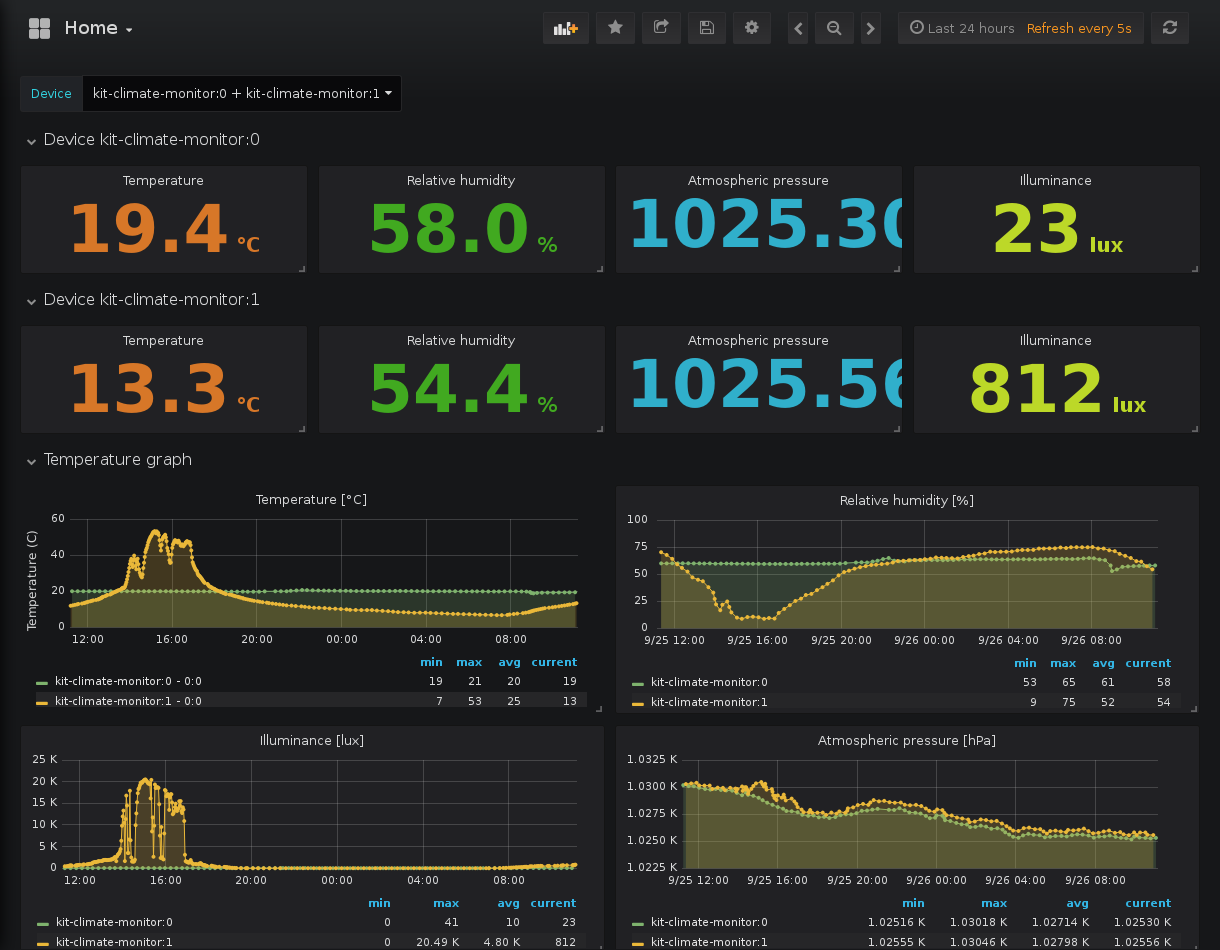 Home
Last 24 hours Refresh every 5s
Device kit-climate-monitor:0 + kit-climate-monitor:1
Device kit-climate-monitor:0
Temperature Relative humidity Atmospheric pressure Illuminance
19.4 °C 58.0 % 1025.30 23 lux
Device kit-climate-monitor:1
Temperature Relative humidity Atmospheric pressure Illuminance
13.3 °C 54.4 % 1025.56 812 lux
Temperature graph
Temperature [°C]
Temperature (C)
60
40
20
0
12:00 16:00 20:00 00:00 04:00 08:00
min max avg current
kit-climate-monitor:0 - 0:0 19 21 20 19
kit-climate-monitor:1 - 0:0 7 53 25 13
Relative humidity [%]
100
75
50
25
0
9/25 12:00 9/25 16:00 9/25 20:00 9/26 00:00 9/26 04:00 9/26 08:00
min max avg current
kit-climate-monitor:0 53 65 61 58
kit-climate-monitor:1 9 75 52 54
Illuminance [lux]
25 K
20 K
15 K
10 K
5 K
0
12:00 16:00 20:00 00:00 04:00 08:00
min max avg current
kit-climate-monitor:0 0 41 10 23
kit-climate-monitor:1 0 20.49 K 4.80 K 812
Atmospheric pressure [hPa]
1.0325 K
1.0300 K
1.0275 K
1.0250 K
1.0225 K
9/25 12:00 9/25 16:00 9/25 20:00 9/26 00:00 9/26 04:00 9/26 08:00
min max avg current
kit-climate-monitor:0 1.02516 K 1.03018 K 1.02714 K 1.02530 K
kit-climate-monitor:1 1.02555 K 1.03046 K 1.02798 K 1.02556 K